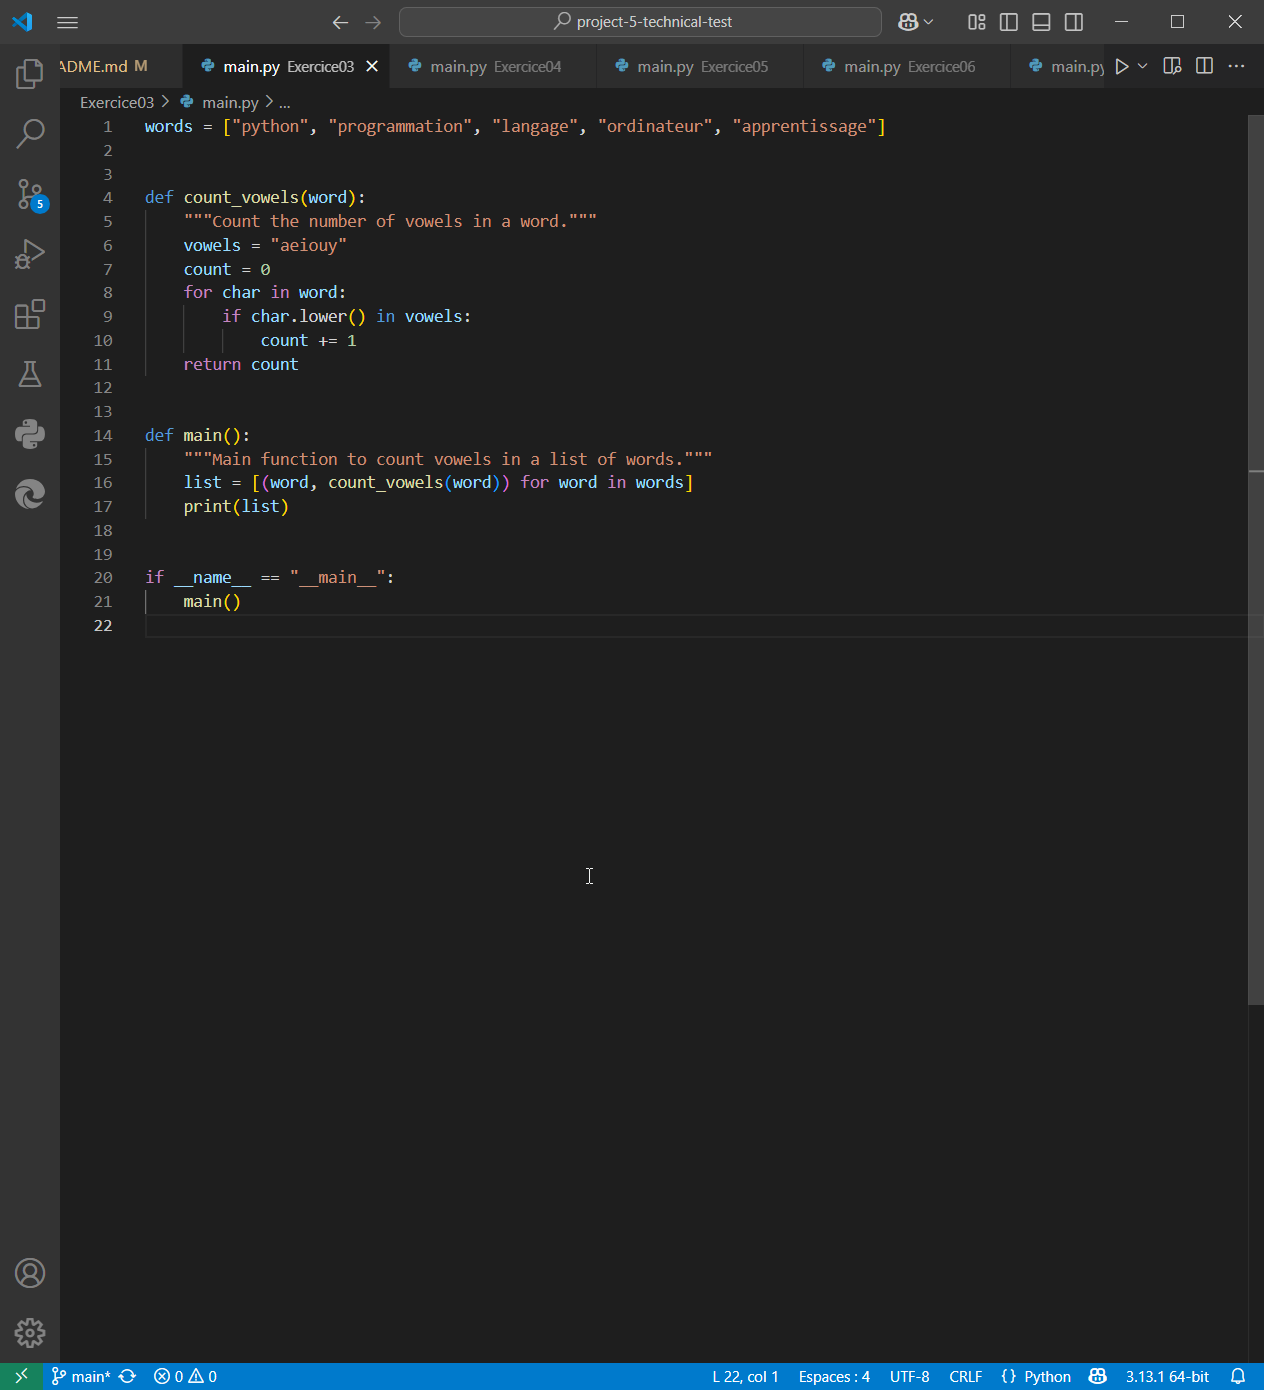 project-5-technical-test
ADME.md M
main.py Exercice03
main.py Exercice04
main.py Exercice05
main.py Exercice06
main.py
Exercice03 > main.py > ...
1 words = ["python", "programmation", "langage", "ordinateur", "apprentissage"]
2
3
4 def count_vowels(word):
5 """Count the number of vowels in a word."""
6 vowels = "aeiouy"
7 count = 0
8 for char in word:
9 if char.lower() in vowels:
10 count += 1
11 return count
12
13
14 def main():
15 """Main function to count vowels in a list of words."""
16 list = [(word, count_vowels(word)) for word in words]
17 print(list)
18
19
20 if __name__ == "__main__":
21 main()
22
5
main* 0 0 L 22, col 1 Espaces : 4 UTF-8 CRLF {} Python 3.13.1 64-bit